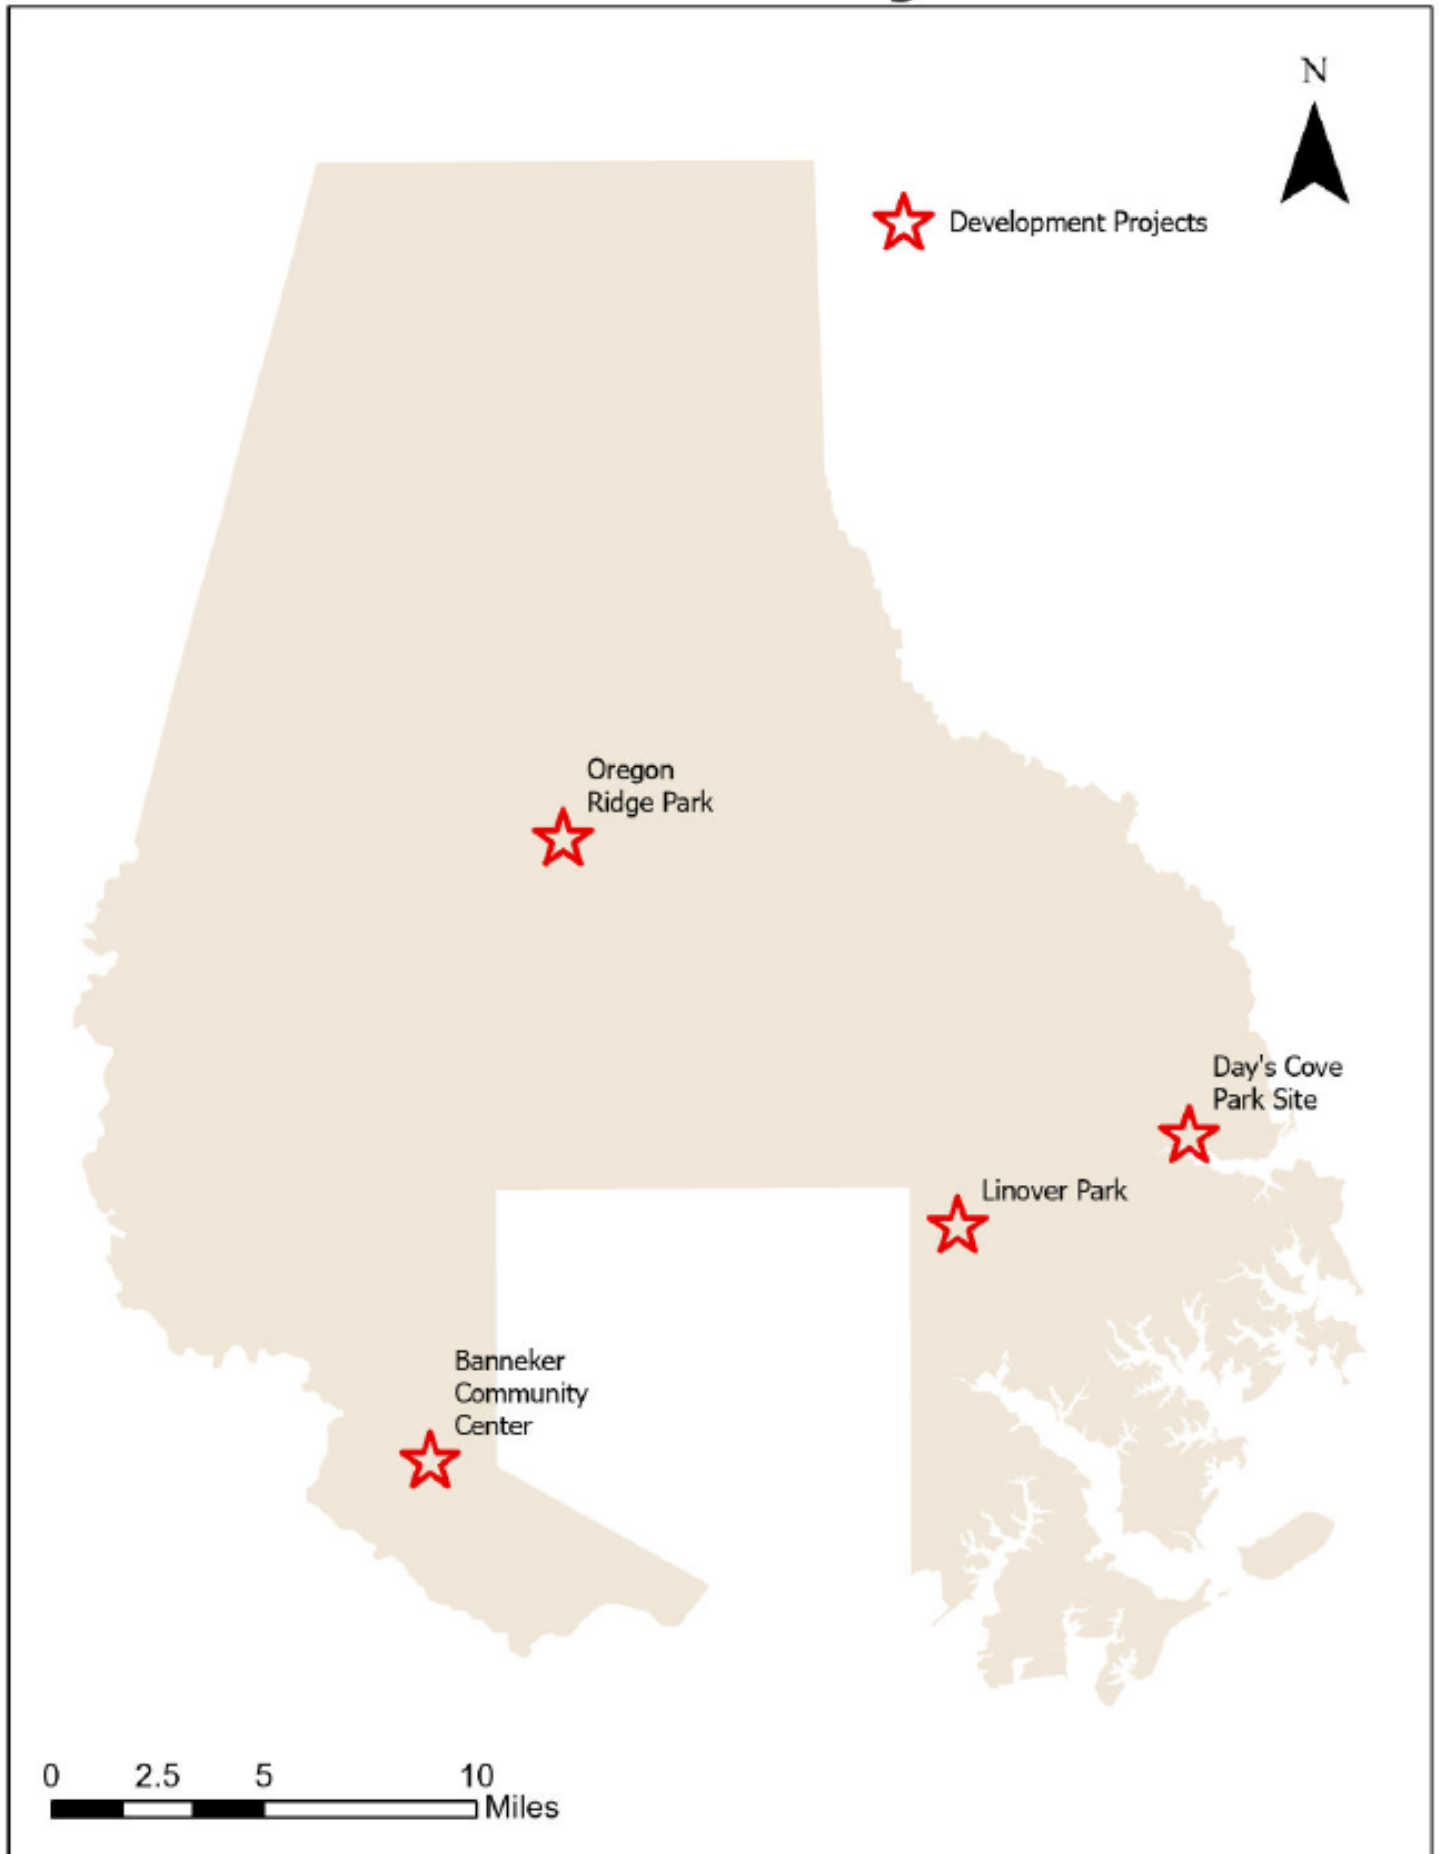 N
Development Projects
Oregon
Ridge Park
Day's Cove
Park Site
Linover Park
Banneker
Community
Center
0 2.5 5 10
Miles